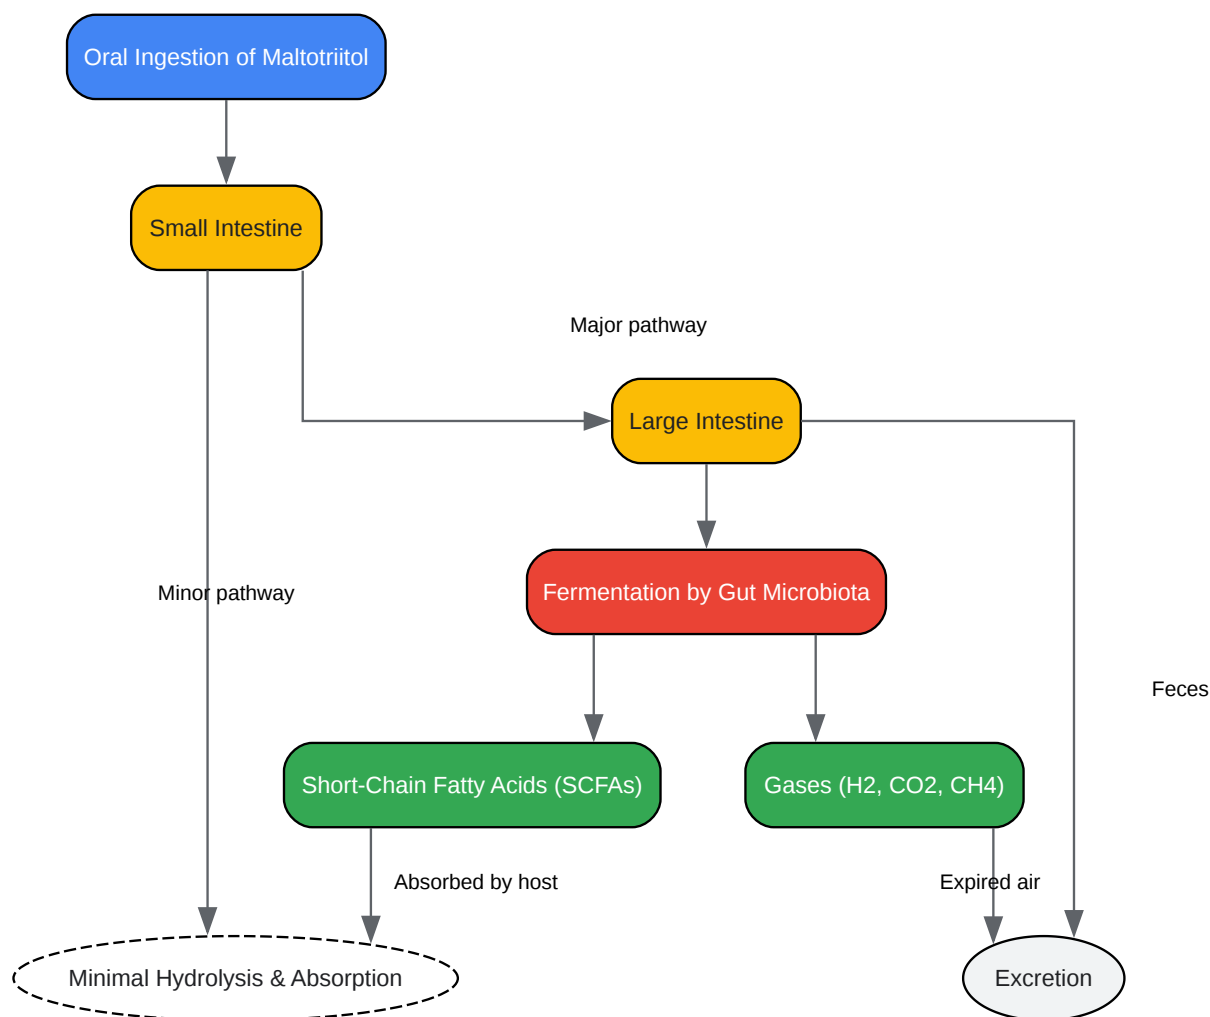 Oral Ingestion of Maltotriitol
Small Intestine
Major pathway
Large Intestine
Minor pathway
Fermentation by Gut Microbiota
Feces
Short-Chain Fatty Acids (SCFAs)
Gases (H2, CO2, CH4)
Absorbed by host
Expired air
Minimal Hydrolysis & Absorption
Excretion